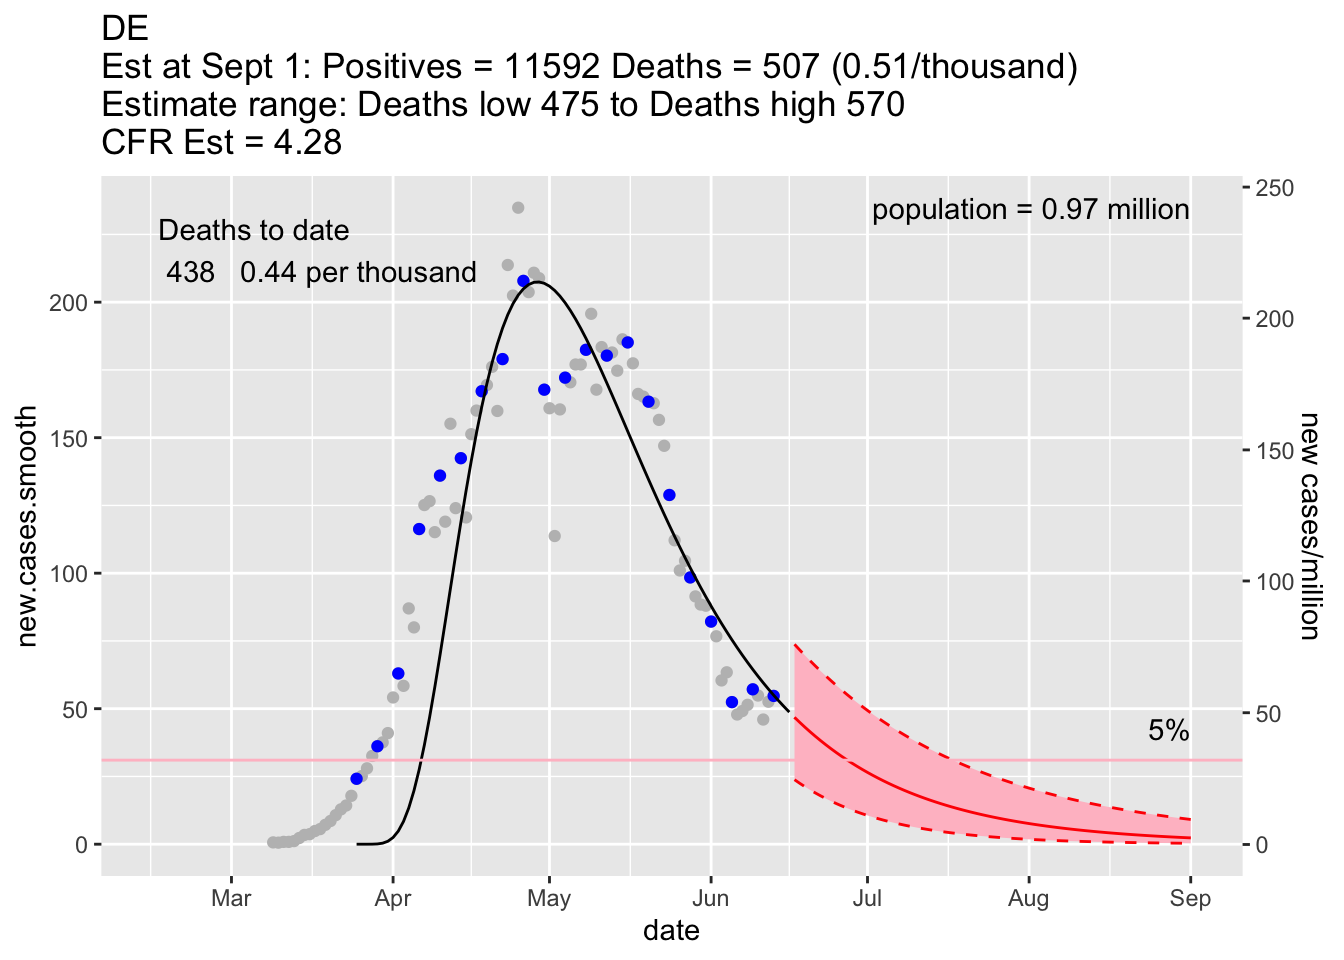 DE
Est at Sept 1: Positives = 11592 Deaths = 507 (0.51/thousand)
Estimate range: Deaths low 475 to Deaths high 570
CFR Est = 4.28
Deaths to date
438 0.44 per thousand
population = 0.97 million
5%
new.cases.smooth
200
150
100
50
0
250
200
150
100
50
0
new cases/million
Mar Apr May Jun Jul Aug Sep
date